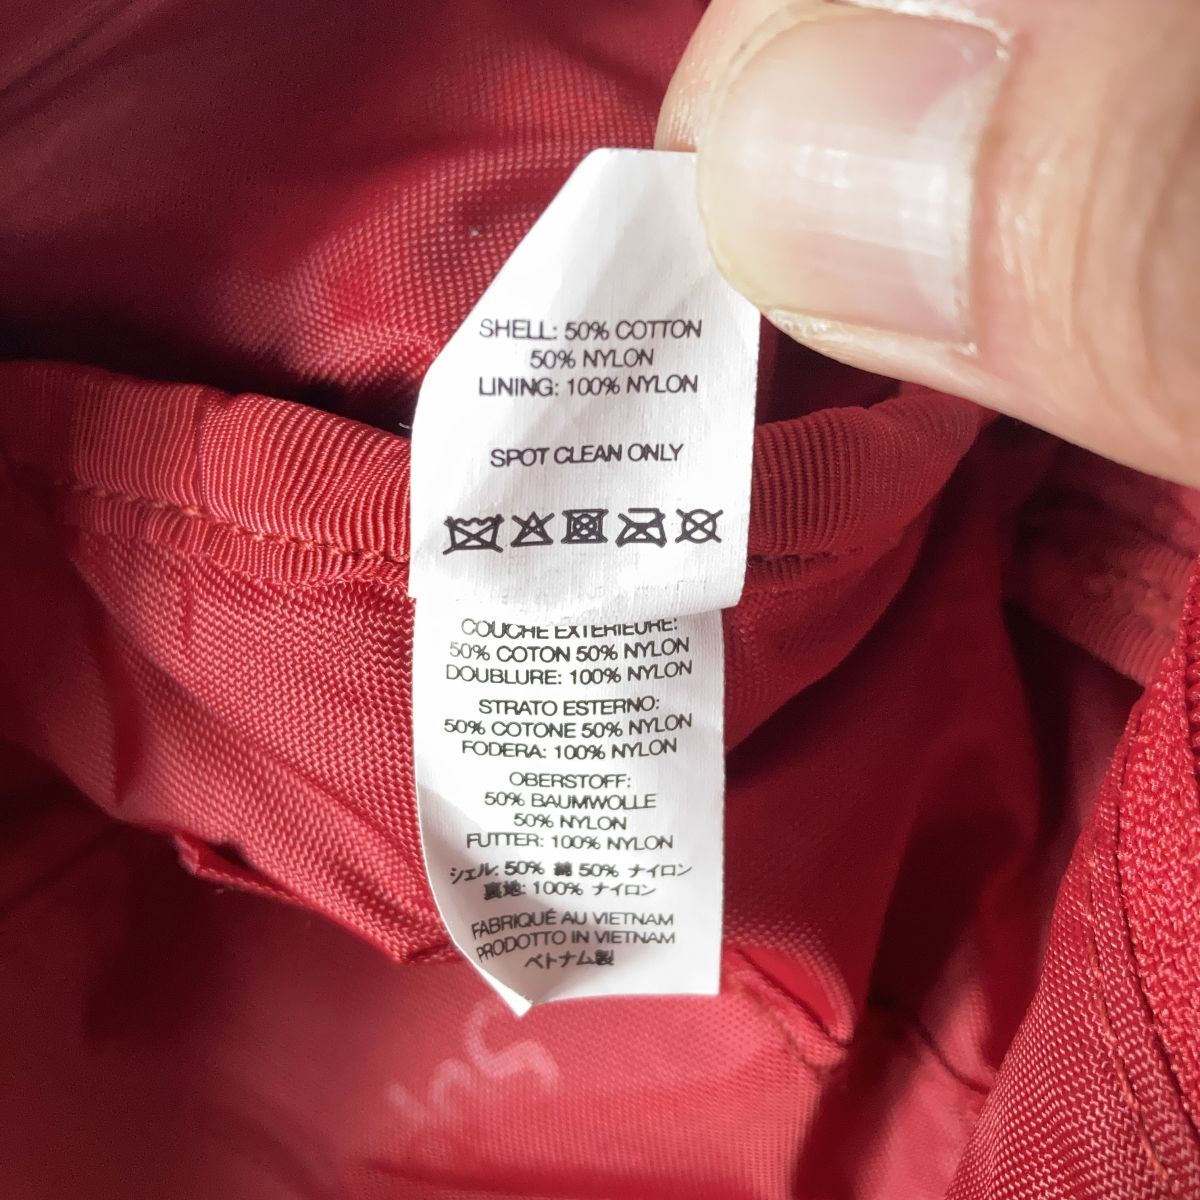 SHELL: 50% COTTON
50% NYLON
LINING: 100% NYLON
SPOT CLEAN ONLY
COUCHE EXTERIEURE:
50% COTON 50% NYLON
DOUBLURE: 100% NYLON
STRATO ESTERNO:
50% COTONE 50% NYLON
FODERA: 100% NYLON
OBERSTOFF:
50% BAUMWOLLE
50% NYLON
FUTTER: 100% NYLON
シェル: 50% 綿 50% ナイロン
裏地: 100% ナイロン
FABRIQUÉ AU VIETNAM
PRODOTTO IN VIETNAM
ベトナム製